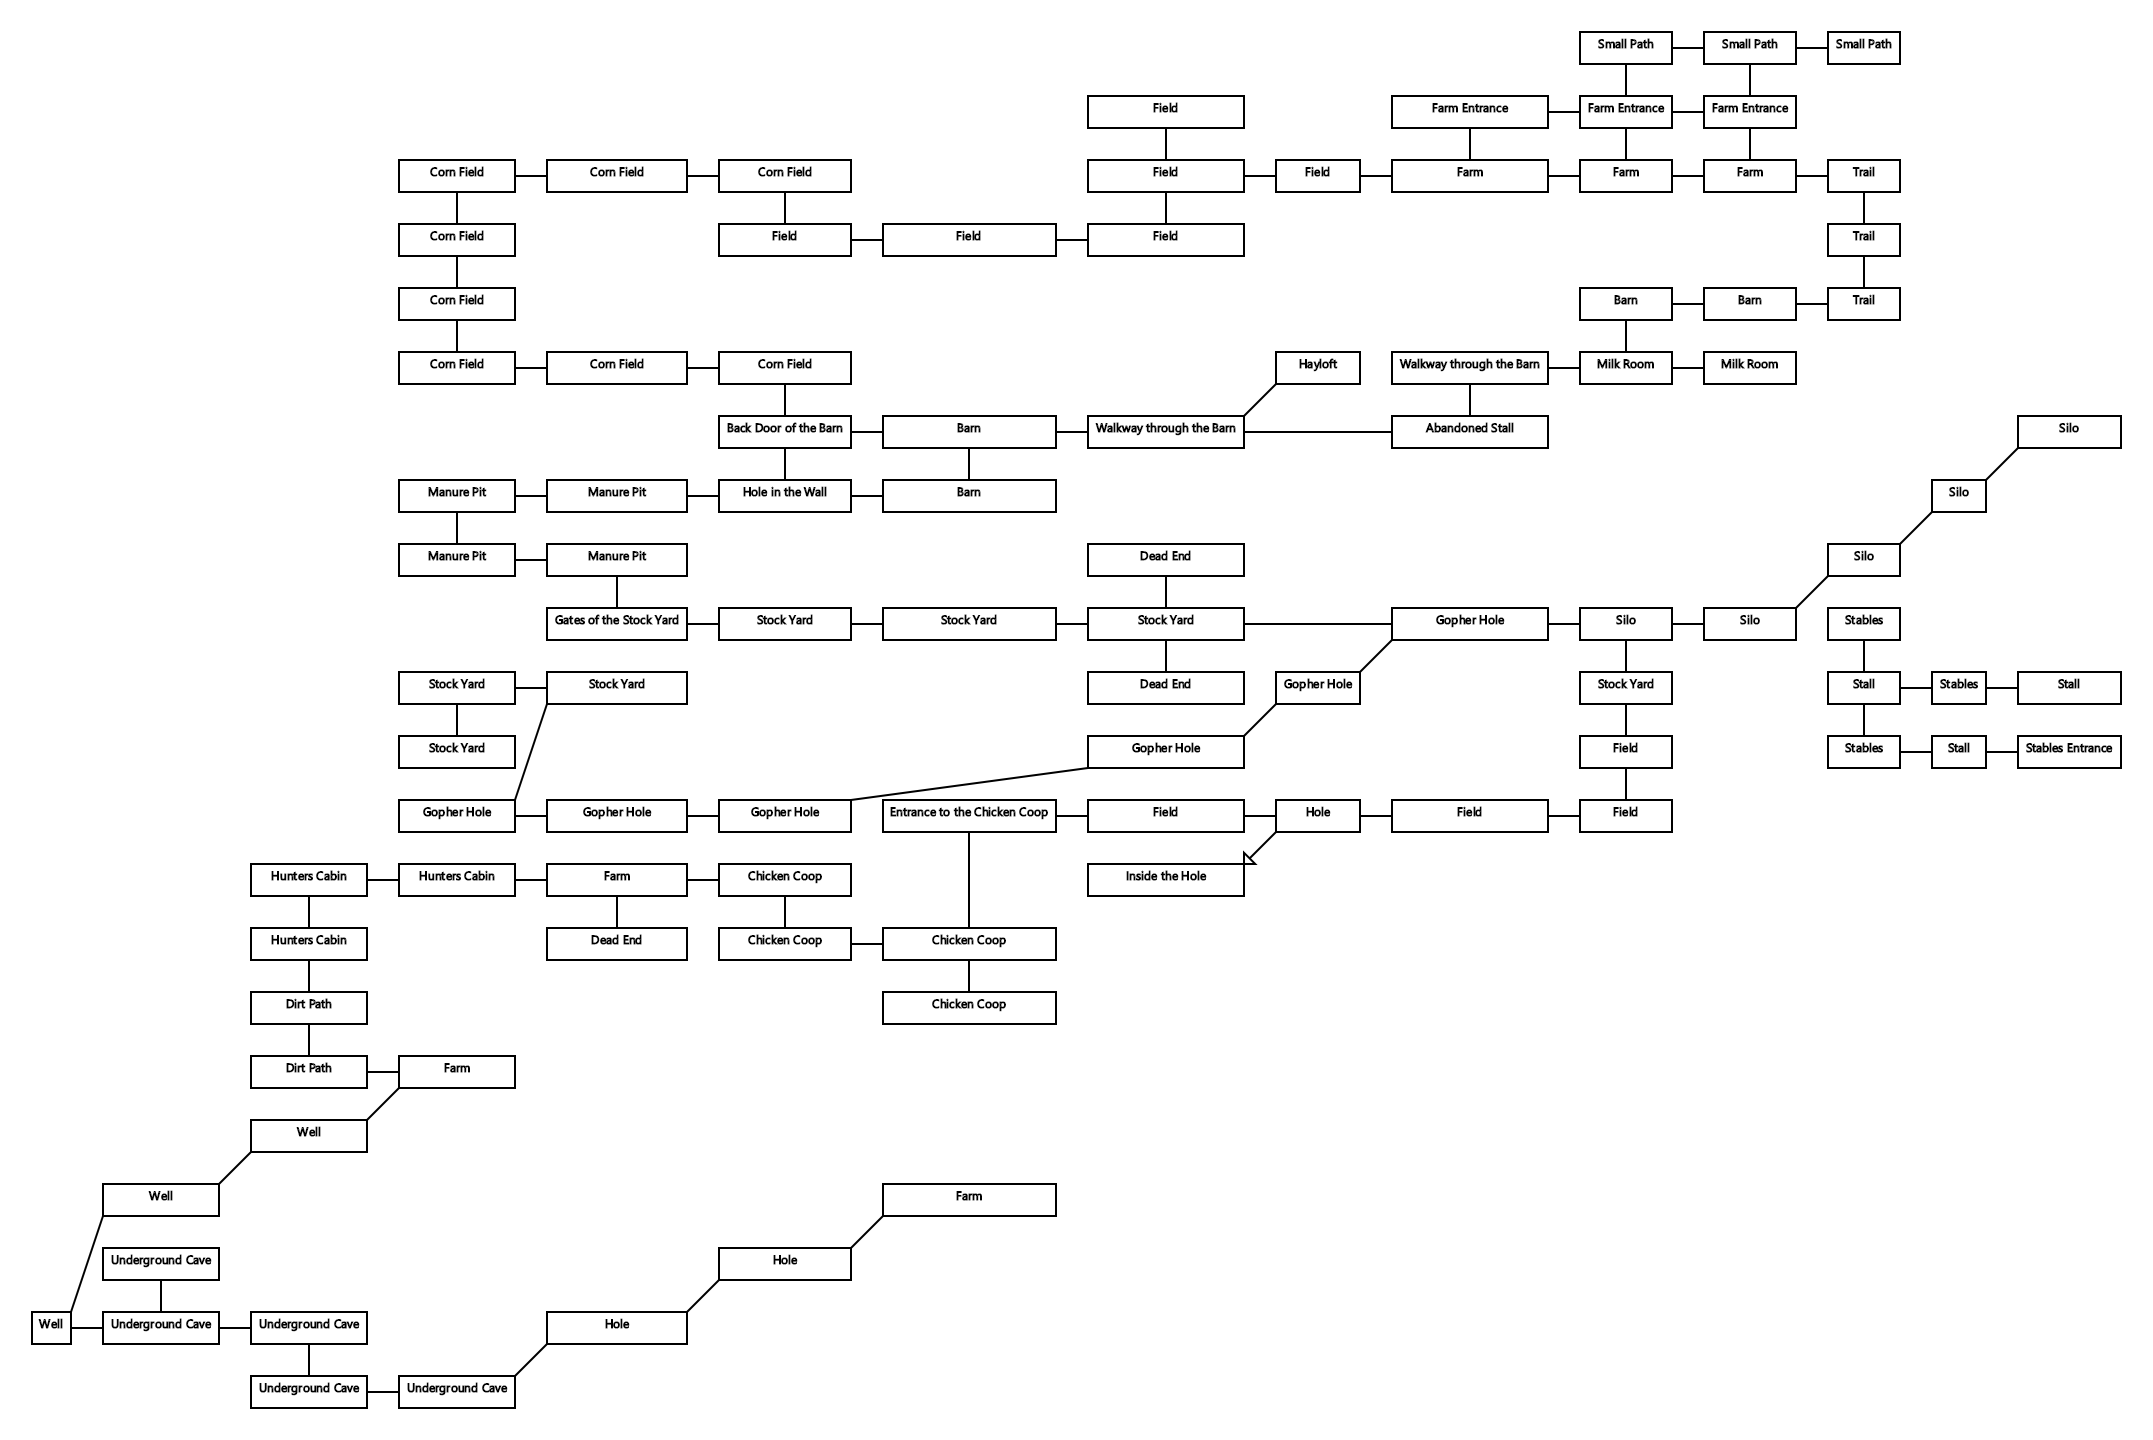 Small Path
Small Path
Small Path
Field
Farm Entrance
Farm Entrance
Farm Entrance
Corn Field
Corn Field
Corn Field
Field
Field
Farm
Farm
Farm
Trail
Corn Field
Field
Field
Field
Trail
Corn Field
Barn
Barn
Trail
Corn Field
Corn Field
Corn Field
Hayloft
Walkway through the Barn
Milk Room
Milk Room
Back Door of the Barn
Barn
Walkway through the Barn
Abandoned Stall
Silo
Manure Pit
Manure Pit
Hole in the Wall
Barn
Silo
Manure Pit
Manure Pit
Dead End
Silo
Gates of the Stock Yard
Stock Yard
Stock Yard
Stock Yard
Gopher Hole
Silo
Silo
Stables
Stock Yard
Stock Yard
Dead End
Gopher Hole
Stock Yard
Stall
Stables
Stall
Stock Yard
Gopher Hole
Field
Stables
Stall
Stables Entrance
Gopher Hole
Gopher Hole
Gopher Hole
Entrance to the Chicken Coop
Field
Hole
Field
Field
Hunters Cabin
Hunters Cabin
Farm
Chicken Coop
Inside the Hole
Hunters Cabin
Dead End
Chicken Coop
Chicken Coop
Dirt Path
Chicken Coop
Dirt Path
Farm
Well
Well
Farm
Underground Cave
Hole
Well
Underground Cave
Underground Cave
Hole
Underground Cave
Underground Cave